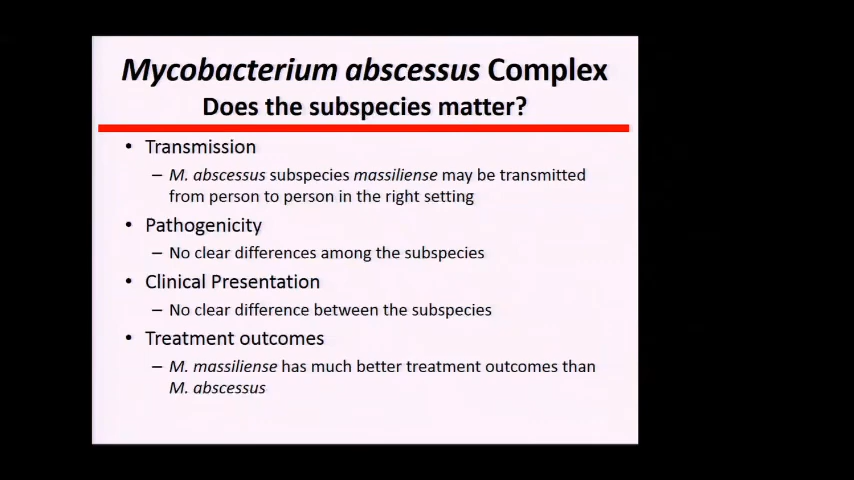 Mycobacterium abscessus Complex
Does the subspecies matter?
• Transmission
– M. abscessus subspecies massiliense may be transmitted
from person to person in the right setting
• Pathogenicity
– No clear differences among the subspecies
• Clinical Presentation
– No clear difference between the subspecies
• Treatment outcomes
– M. massiliense has much better treatment outcomes than
M. abscessus